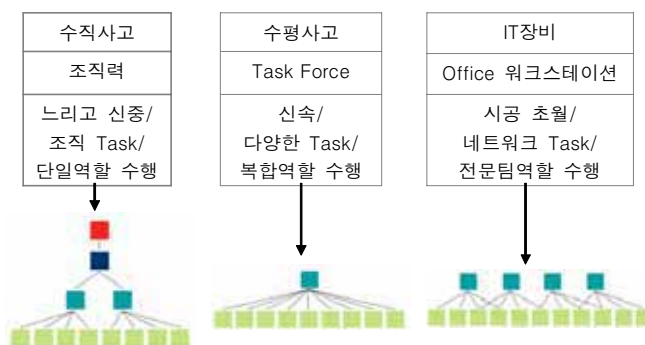 수직사고
조직력
느리고 신중/
조직 Task/
단일역할 수행
수평사고
Task Force
신속/
다양한 Task/
복합역할 수행
IT장비
Office 워크스테이션
시공 초월/
네트워크 Task/
전문팀역할 수행